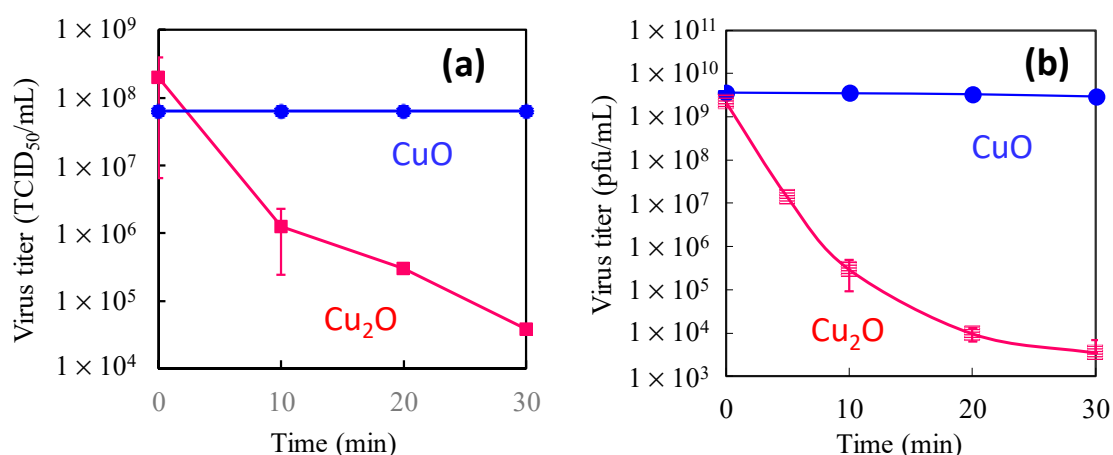 (a)
Virus titer (TCID₅₀/mL)
1 × 10⁹
1 × 10⁸
1 × 10⁷
1 × 10⁶
1 × 10⁵
1 × 10⁴
CuO
Cu₂O
0 10 20 30
Time (min)
(b)
Virus titer (pfu/mL)
1 × 10¹¹
1 × 10¹⁰
1 × 10⁹
1 × 10⁸
1 × 10⁷
1 × 10⁶
1 × 10⁵
1 × 10⁴
1 × 10³
CuO
Cu₂O
0 10 20 30
Time (min)